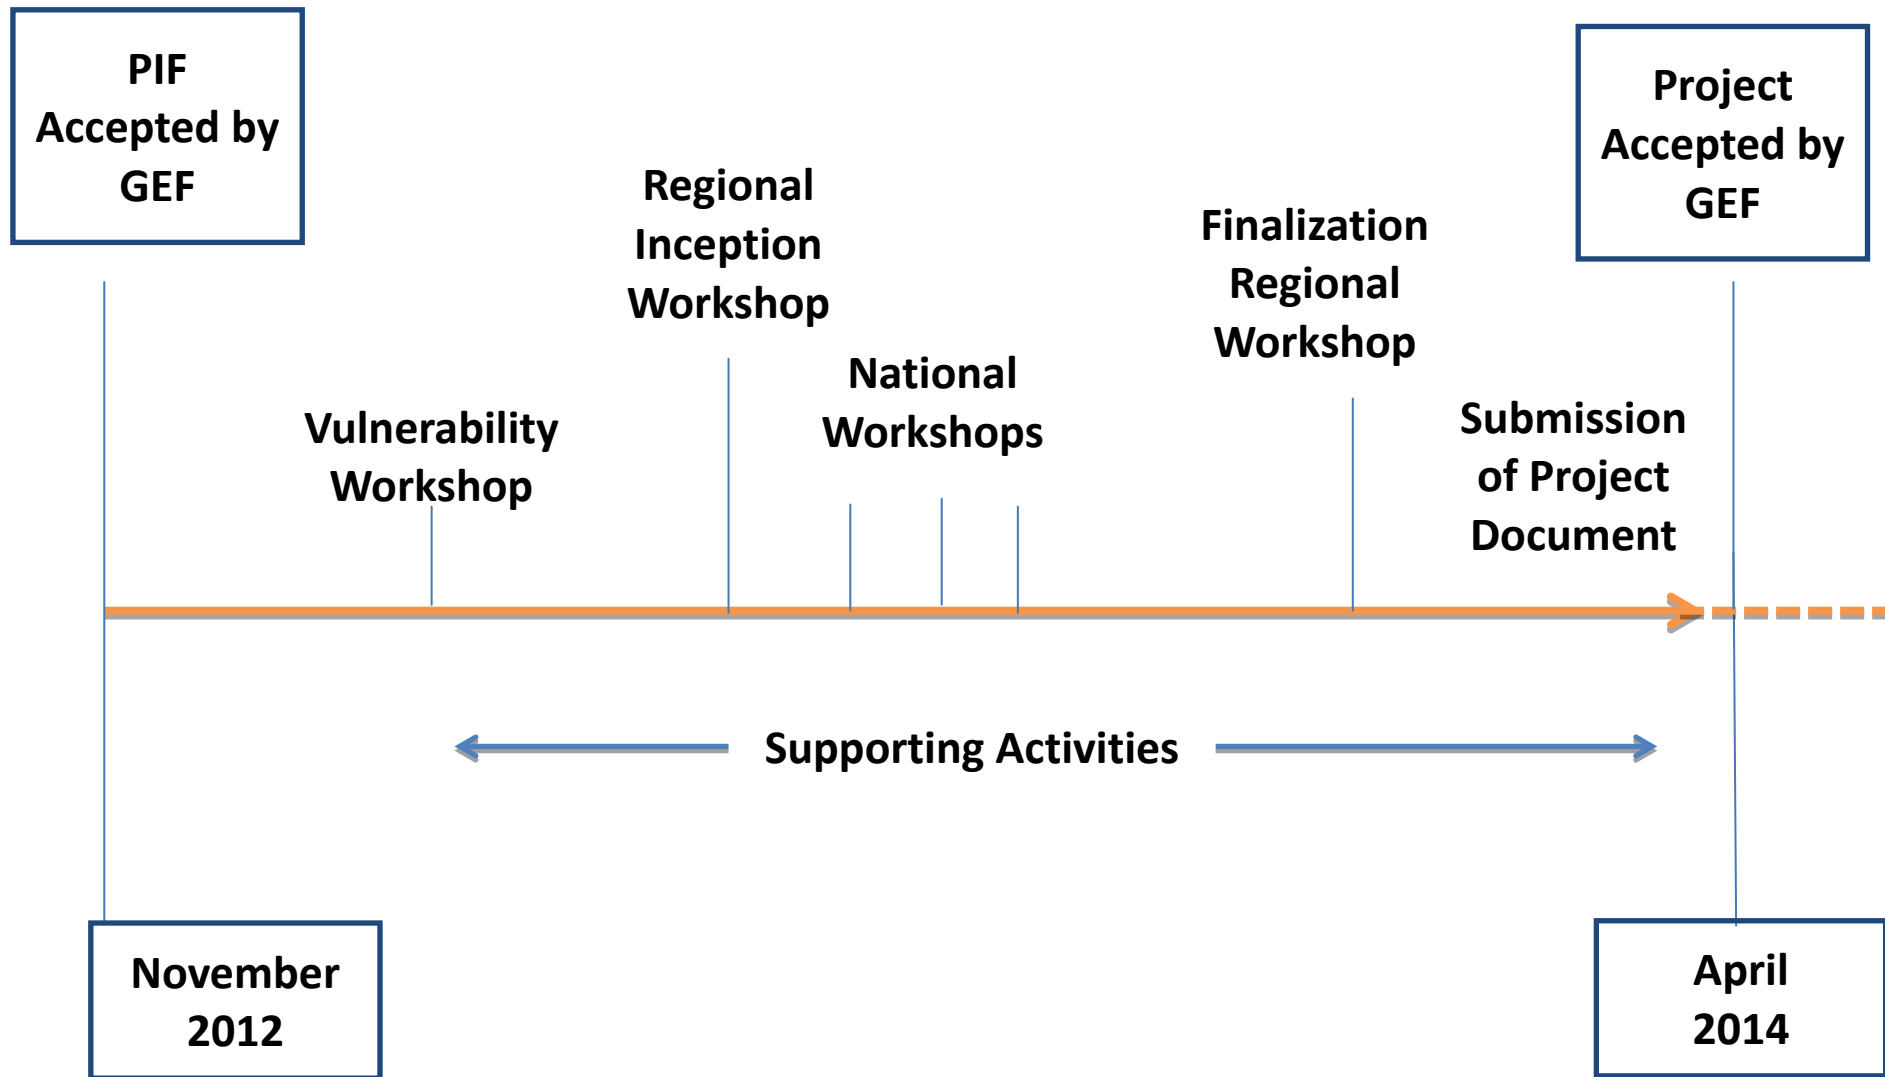 PIF
Accepted by
GEF
Project
Accepted by
GEF
Regional
Inception
Workshop
Finalization
Regional
Workshop
National
Workshops
Vulnerability
Workshop
Submission
of Project
Document
Supporting Activities
November
2012
April
2014